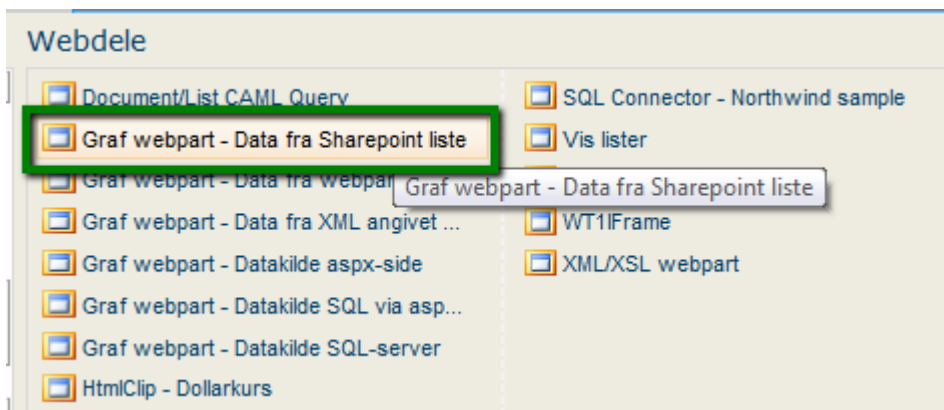 Webdele
Document/List CAML Query
Graf webpart - Data fra Sharepoint liste
Graf webpart - Data fra Webpar
Graf webpart - Data fra XML angivet ...
Graf webpart - Datakilde aspx-side
Graf webpart - Datakilde SQL via asp...
Graf webpart - Datakilde SQL-server
HtmlClip - Dollarkurs
SQL Connector - Northwind sample
Vis lister
Graf webpart - Data fra Sharepoint liste
WT1IFrame
XML/XSL webpart